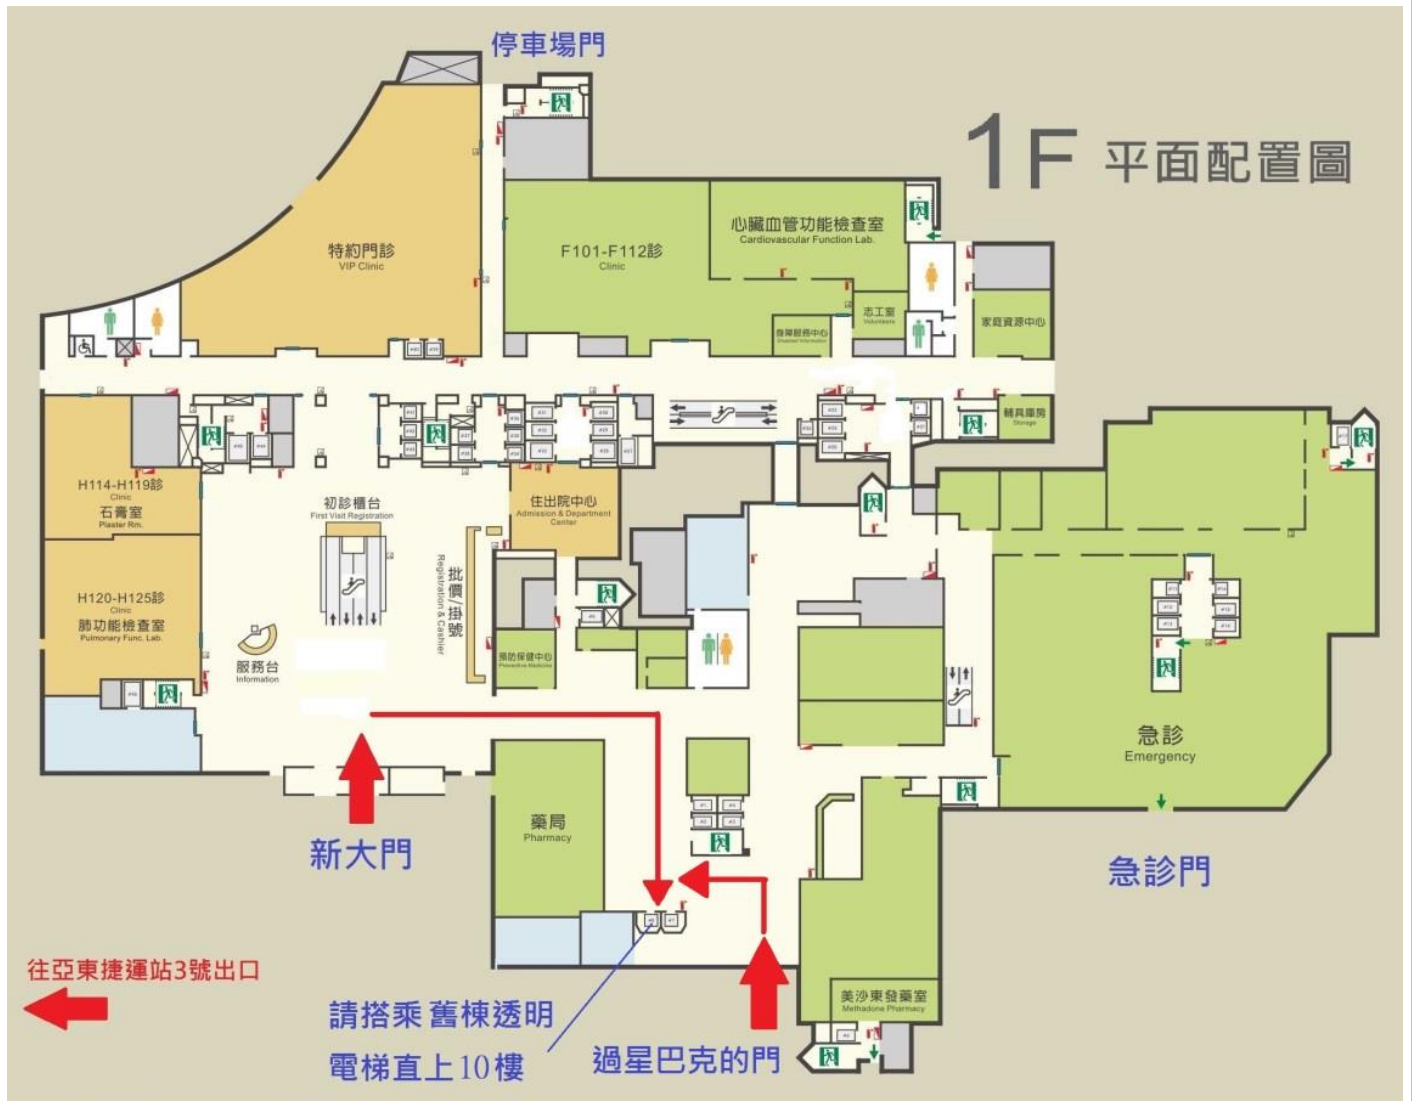 停車場門
1F 平面配置圖
特約門診
VIP Clinic
F101-F112診
Clinic
心臟血管功能檢查室
Cardiovascular Function Lab.
志工室
Volunteers
身障服務中心
家庭資源中心
輔具庫房
Storage
H114-H119診
Clinic
石膏室
Plaster Rm.
初診櫃台
First Visit Registration
住出院中心
Admission & Department
Center
批價/掛號
Registration & Cashier
H120-H125診
Clinic
肺功能檢查室
Pulmonary Func. Lab.
服務台
Information
預防保健中心
Preventive Medicine
急診
Emergency
藥局
Pharmacy
新大門
急診門
往亞東捷運站3號出口
美沙東發藥室
Methadone Pharmacy
請搭乘 舊棟透明
電梯直上10樓
過星巴克的門